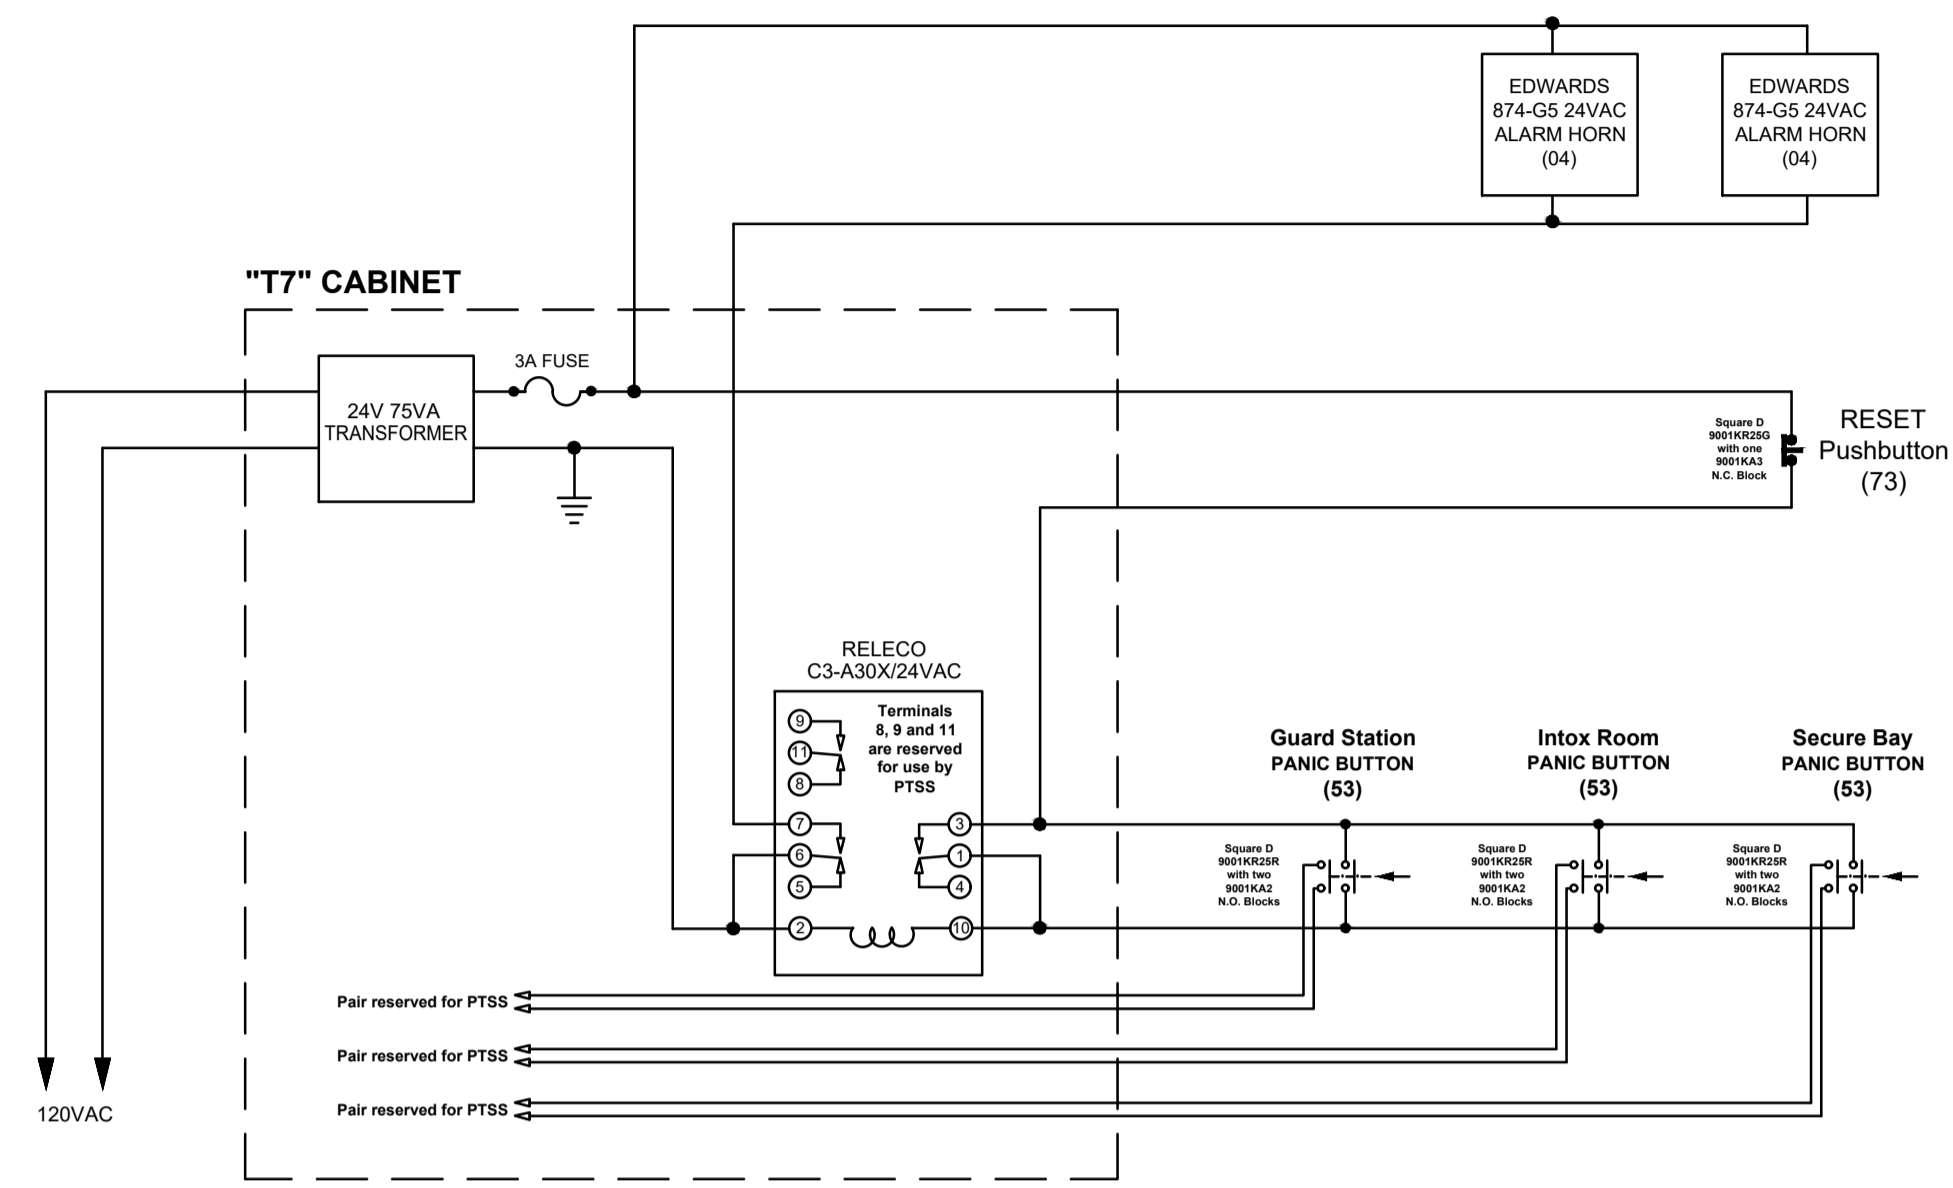 EDWARDS
874-G5 24VAC
ALARM HORN
(04)
EDWARDS
874-G5 24VAC
ALARM HORN
(04)
"T7" CABINET
3A FUSE
24V 75VA
TRANSFORMER
Square D
9001KR25G
with one
9001KA3
N.C. Block
RESET
Pushbutton
(73)
RELECO
C3-A30X/24VAC
Terminals
8, 9 and 11
are reserved
for use by
PTSS
9
11
8
7
6
5
2
3
1
4
10
Guard Station
PANIC BUTTON
(53)
Intox Room
PANIC BUTTON
(53)
Secure Bay
PANIC BUTTON
(53)
Square D
9001KR25R
with two
9001KA2
N.O. Blocks
Square D
9001KR25R
with two
9001KA2
N.O. Blocks
Square D
9001KR25R
with two
9001KA2
N.O. Blocks
Pair reserved for PTSS
Pair reserved for PTSS
Pair reserved for PTSS
120VAC